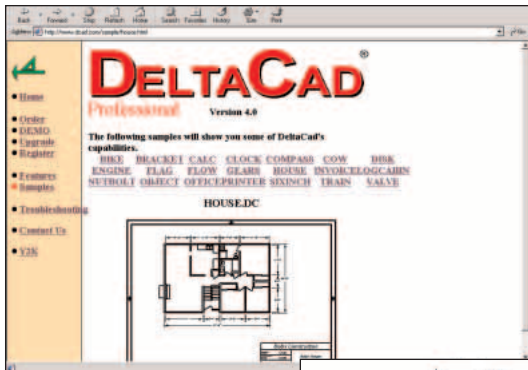 Back Forward Stop Refresh Home Search Favorites History Size Print
Address http://www.dcad.com/sample/house.html
DELTACAD®
Professional Version 4.0
Home
Order
DEMO
Upgrade
Register
Features
Samples
Troubleshooting
Contact Us
Y2K
The following samples will show you some of DeltaCad's
capabilities.
BIKE BRACKET CALC CLOCK COMPASS COW DISK
ENGINE FLAG FLOW GEARS HOUSE INVOICE LOGCABIN
NUTBOLT OBJECT OFFICE PRINTER SIXINCH TRAIN VALVE
HOUSE.DC